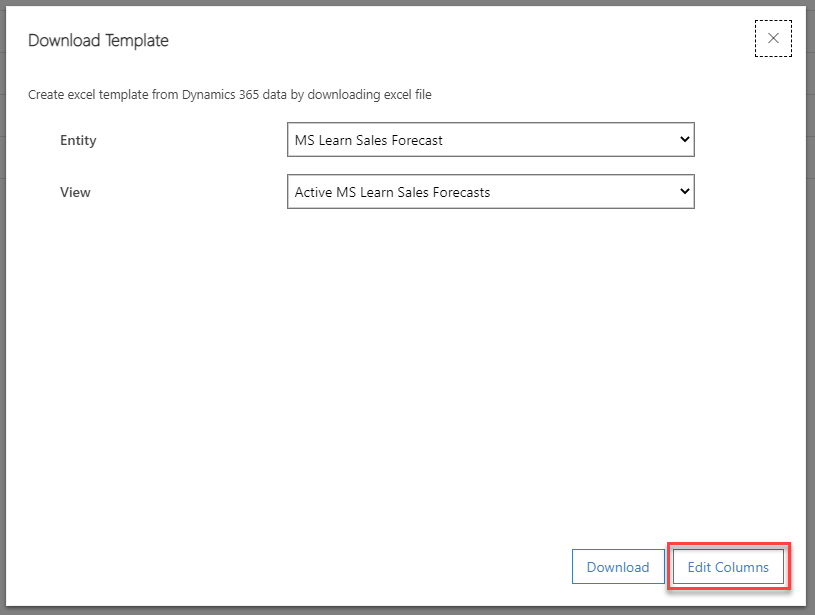 Download Template
Create excel template from Dynamics 365 data by downloading excel file
Entity MS Learn Sales Forecast
View Active MS Learn Sales Forecasts
Download Edit Columns